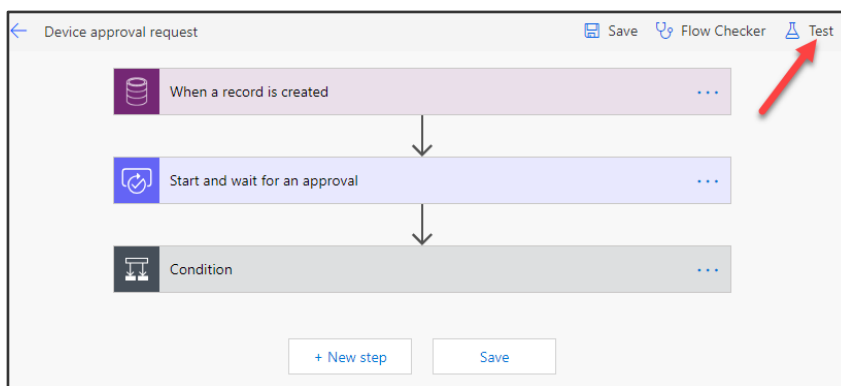 Device approval request
Save
Flow Checker
Test
When a record is created
Start and wait for an approval
Condition
+ New step
Save